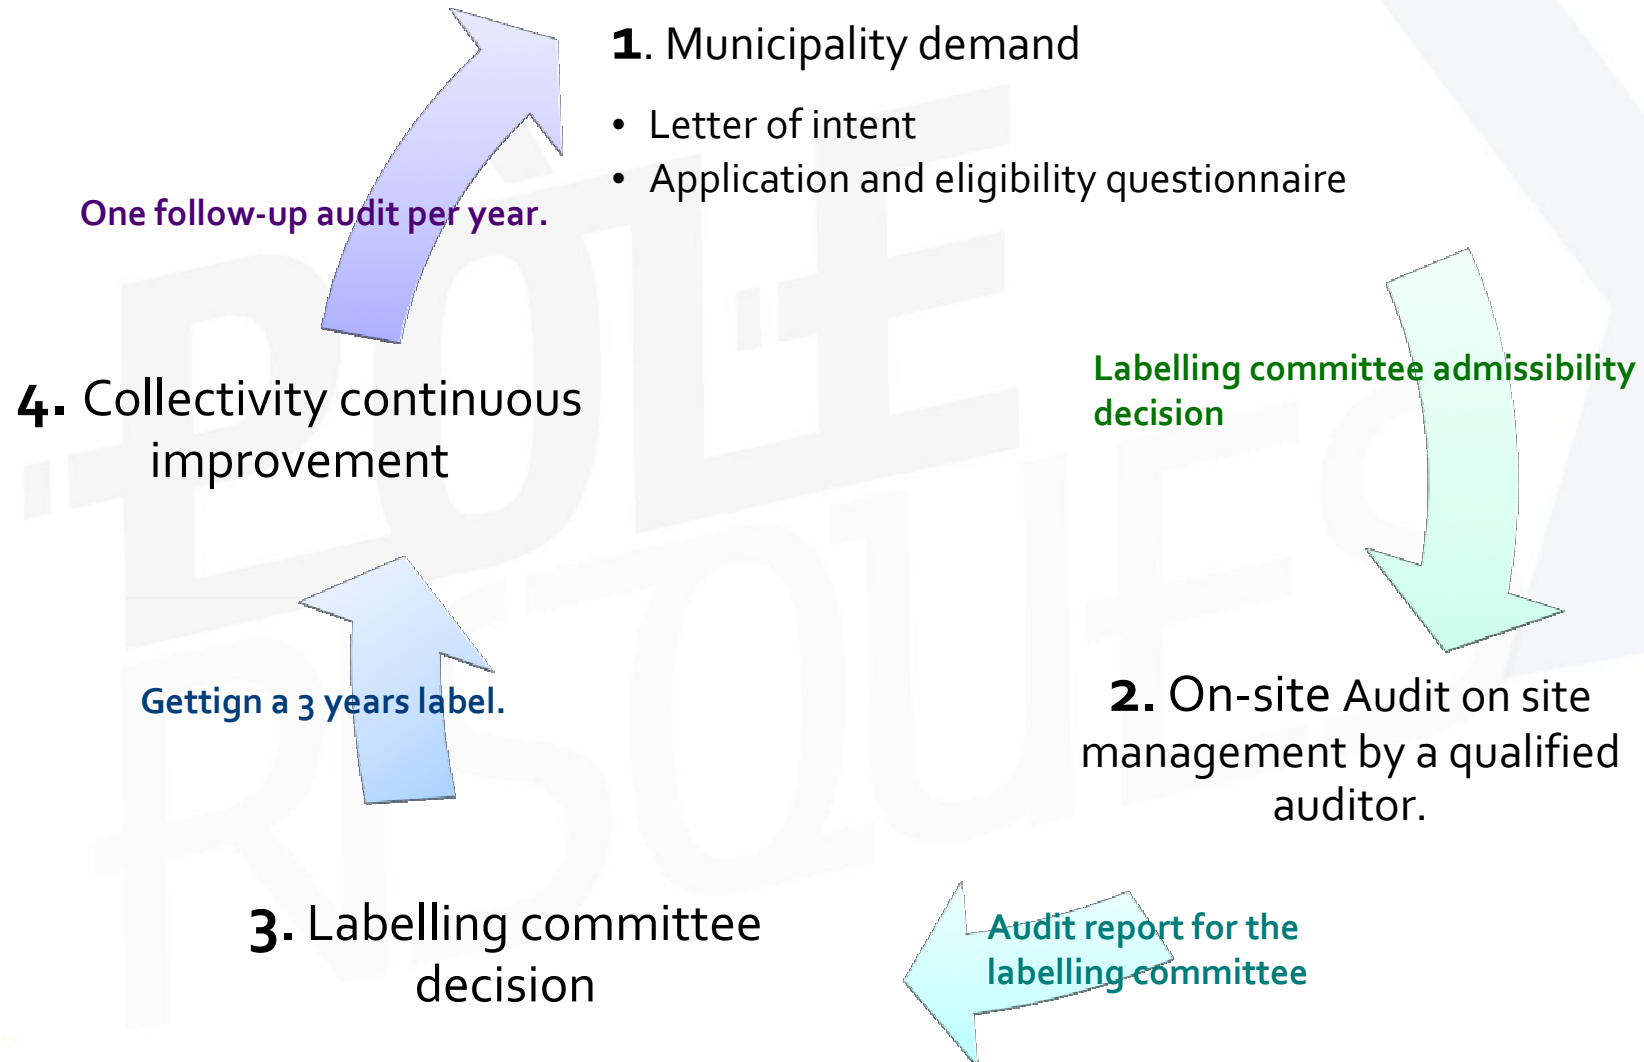 1. Municipality demand
• Letter of intent
• Application and eligibility questionnaire
One follow-up audit per year.
Labelling committee admissibility
decision
4. Collectivity continuous
improvement
2. On-site Audit on site
management by a qualified
auditor.
Gettign a 3 years label.
3. Labelling committee
decision
Audit report for the
labelling committee
PÔLE
RISQUES